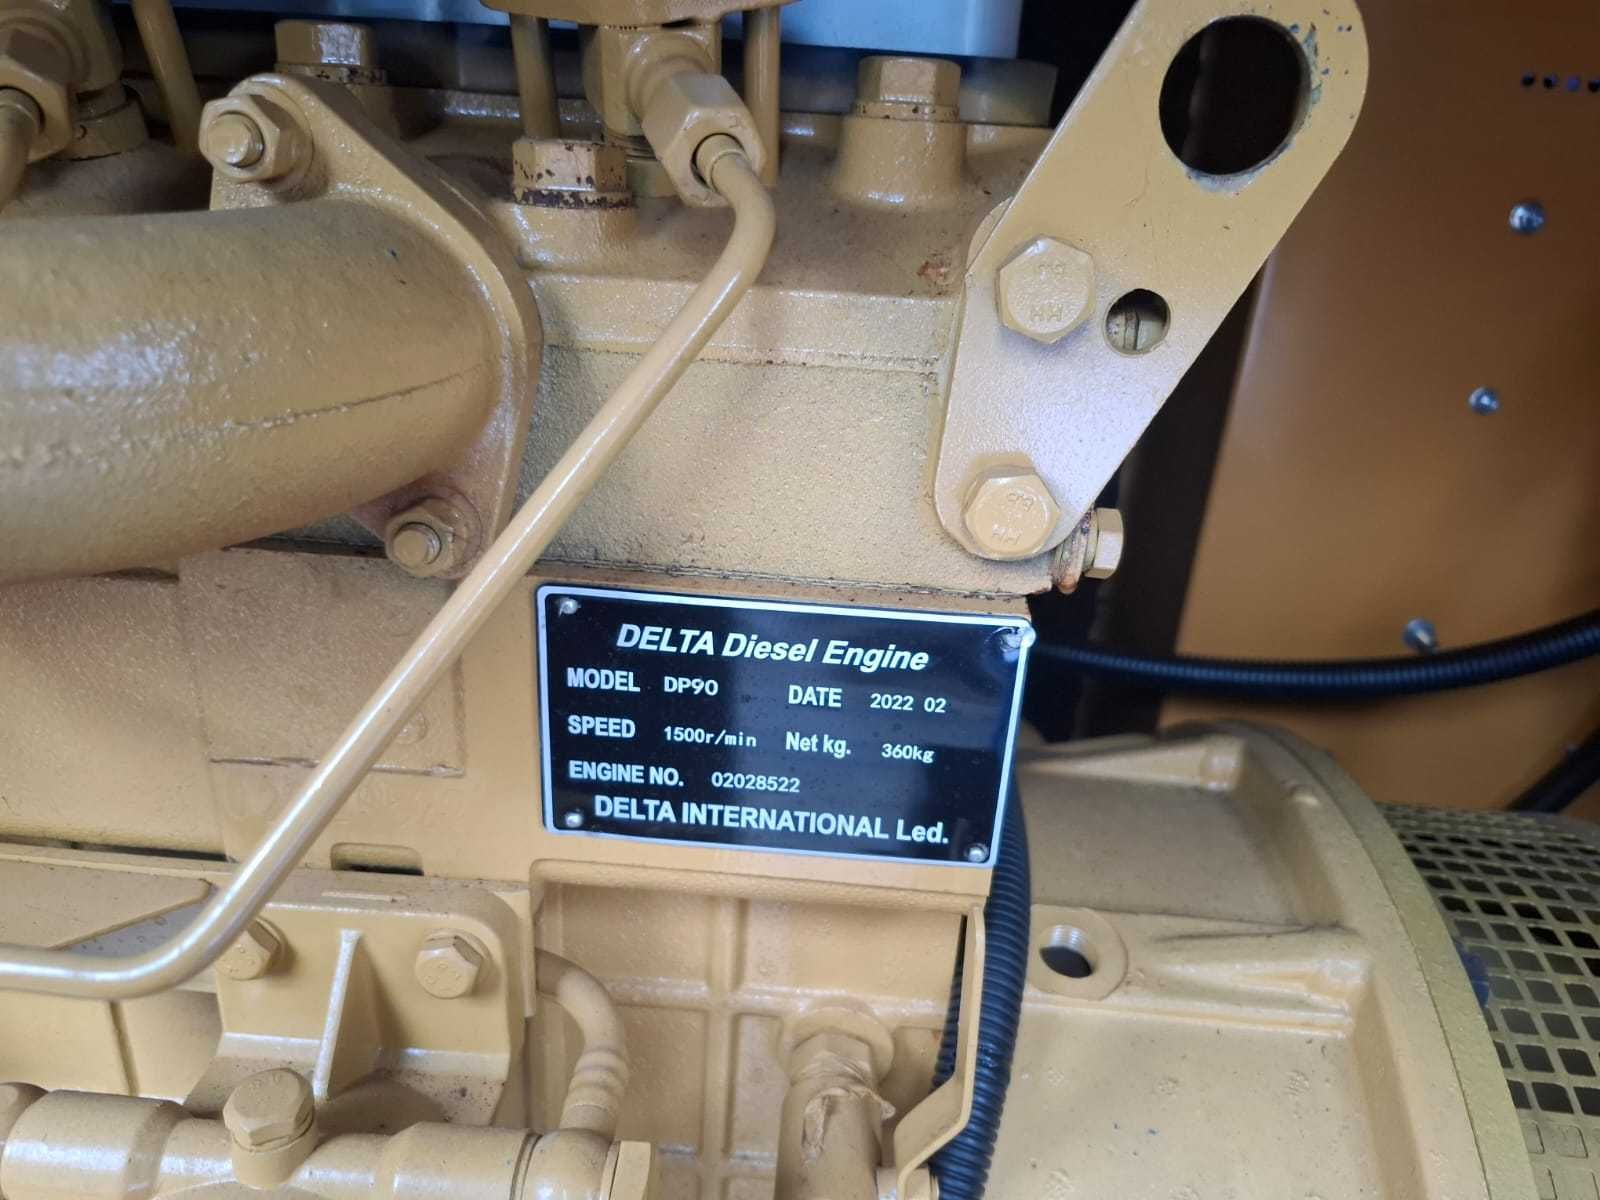 DELTA Diesel Engine
MODEL DP90 DATE 2022 02
SPEED 1500r/min Net kg. 360kg
ENGINE NO. 02028522
DELTA INTERNATIONAL Led.